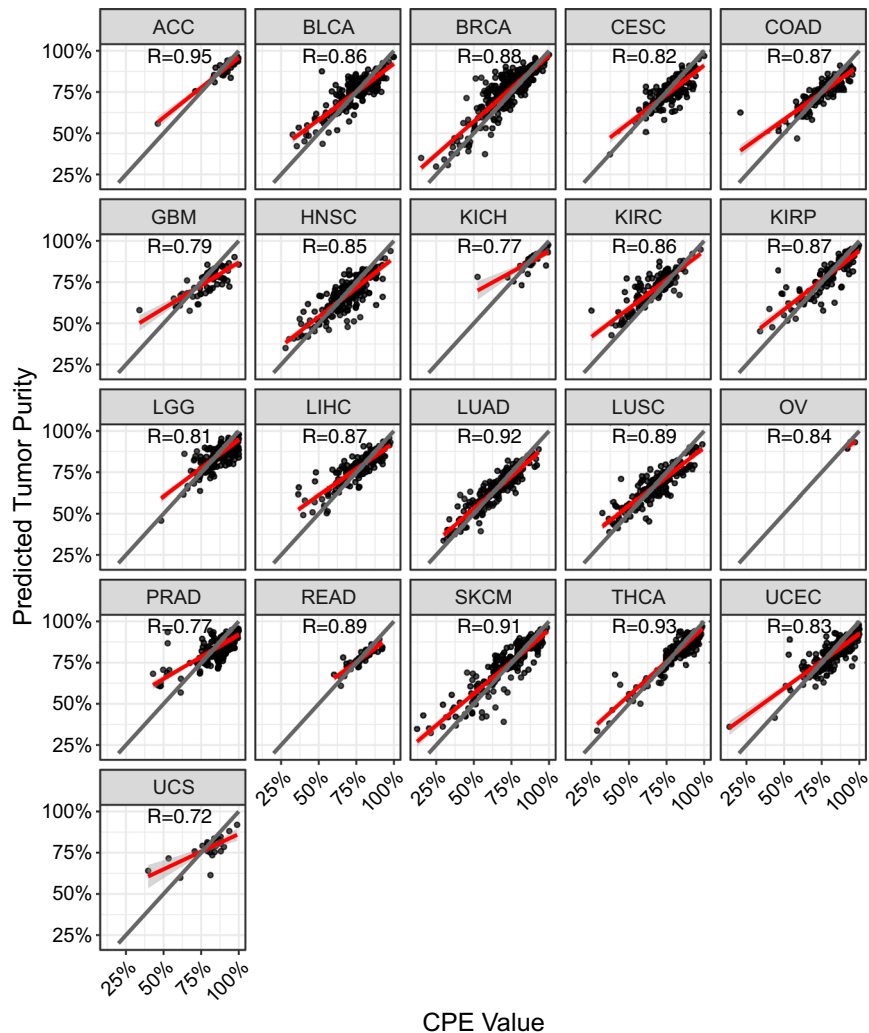 ACC BLCA BRCA CESC COAD
100% R=0.95 R=0.86 R=0.88 R=0.82 R=0.87
75%
50%
25%
GBM HNSC KICH KIRC KIRP
100% R=0.79 R=0.85 R=0.77 R=0.86 R=0.87
75%
50%
25%
LGG LIHC LUAD LUSC OV
100% R=0.81 R=0.87 R=0.92 R=0.89 R=0.84
75%
50%
25%
Predicted Tumor Purity
PRAD READ SKCM THCA UCEC
100% R=0.77 R=0.89 R=0.91 R=0.93 R=0.83
75%
50%
25%
25% 50% 75% 100% 25% 50% 75% 100% 25% 50% 75% 100% 25% 50% 75% 100%
UCS
100% R=0.72
75%
50%
25%
25% 50% 75% 100%
CPE Value